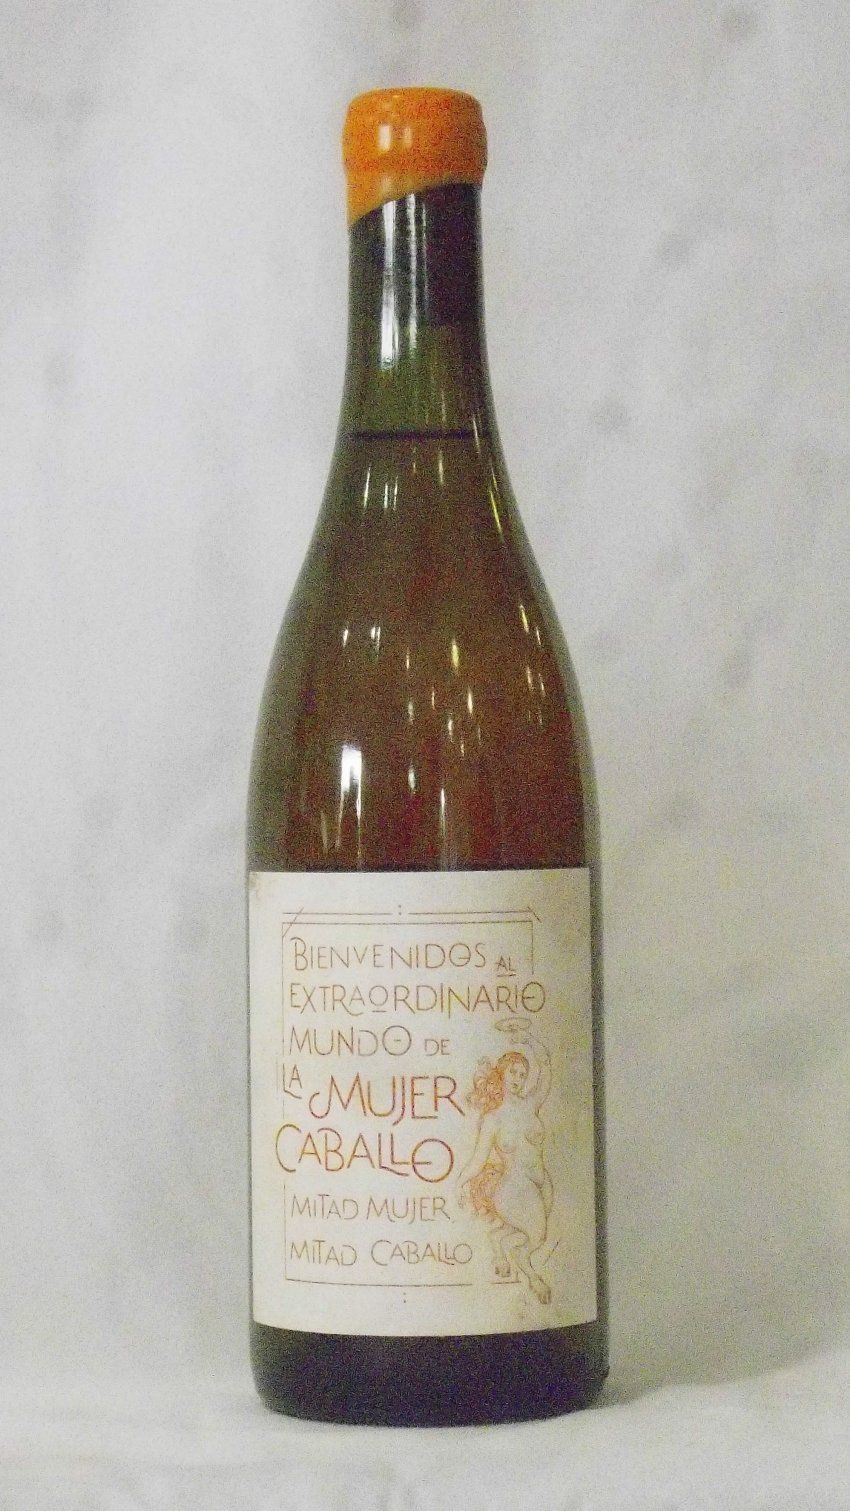 BIENVENIDOS AL
EXTRAORDINARIO
MUNDO DE
LA MUJER
CABALLO
MITAD MUJER
MITAD CABALLO